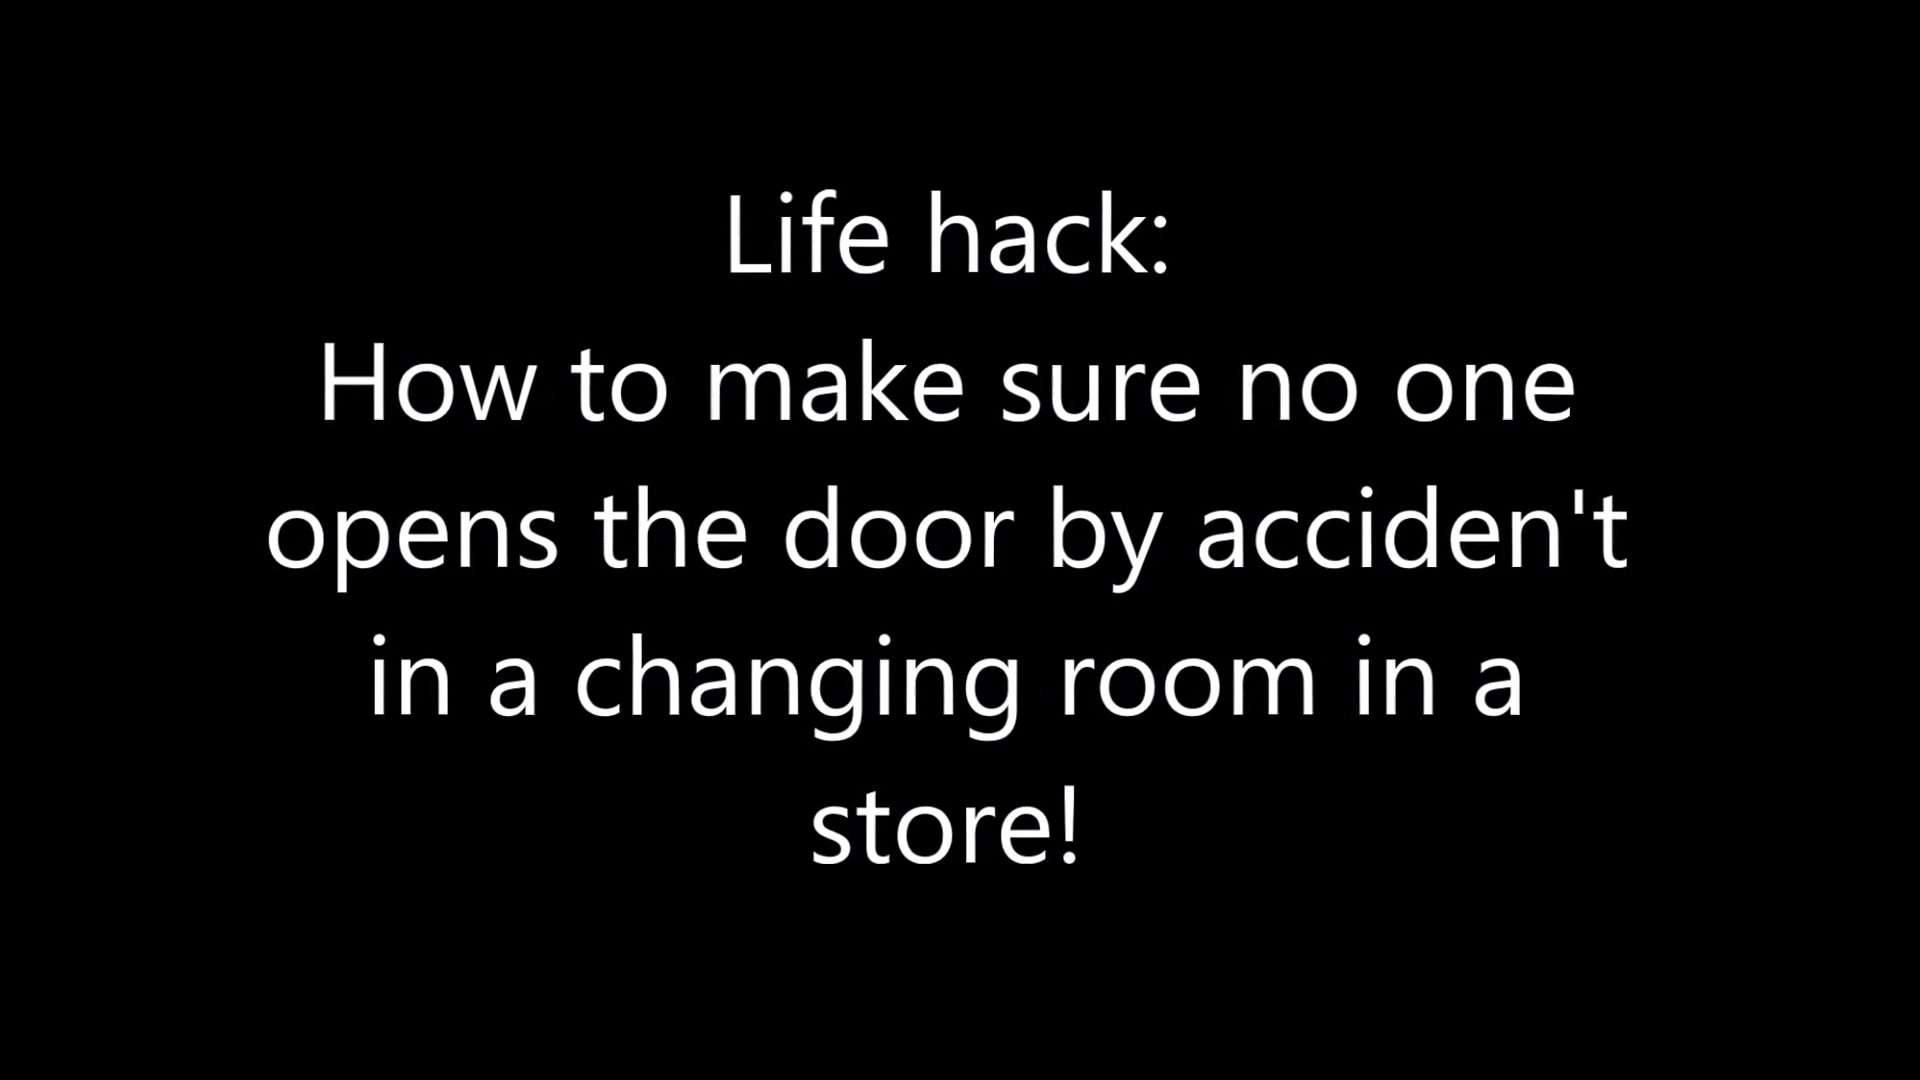 Life hack:
How to make sure no one
opens the door by acciden't
in a changing room in a
store!